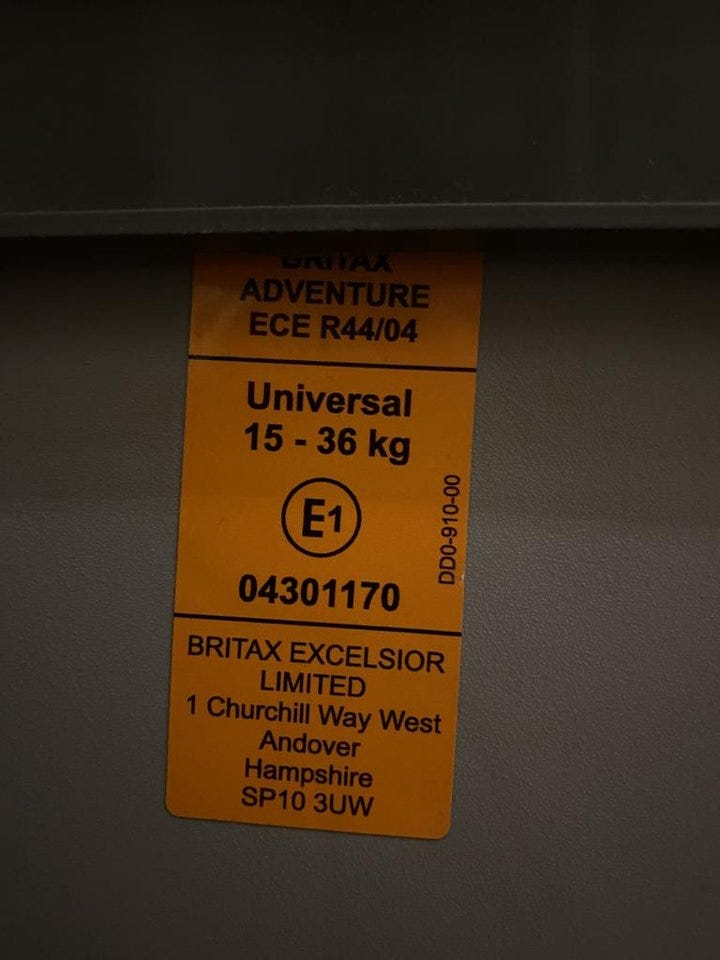 BRITAX
ADVENTURE
ECE R44/04
Universal
15 - 36 kg
E1
DD0-910-00
04301170
BRITAX EXCELSIOR
LIMITED
1 Churchill Way West
Andover
Hampshire
SP10 3UW